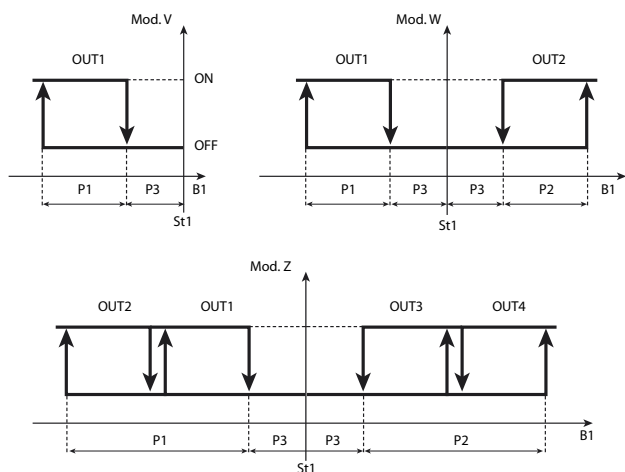 Mod. V
OUT1
ON
OFF
P1 P3 B1
St1
Mod. W
OUT1 OUT2
P1 P3 P3 P2 B1
St1
Mod. Z
OUT2 OUT1 OUT3 OUT4
P1 P3 P3 P2 B1
St1